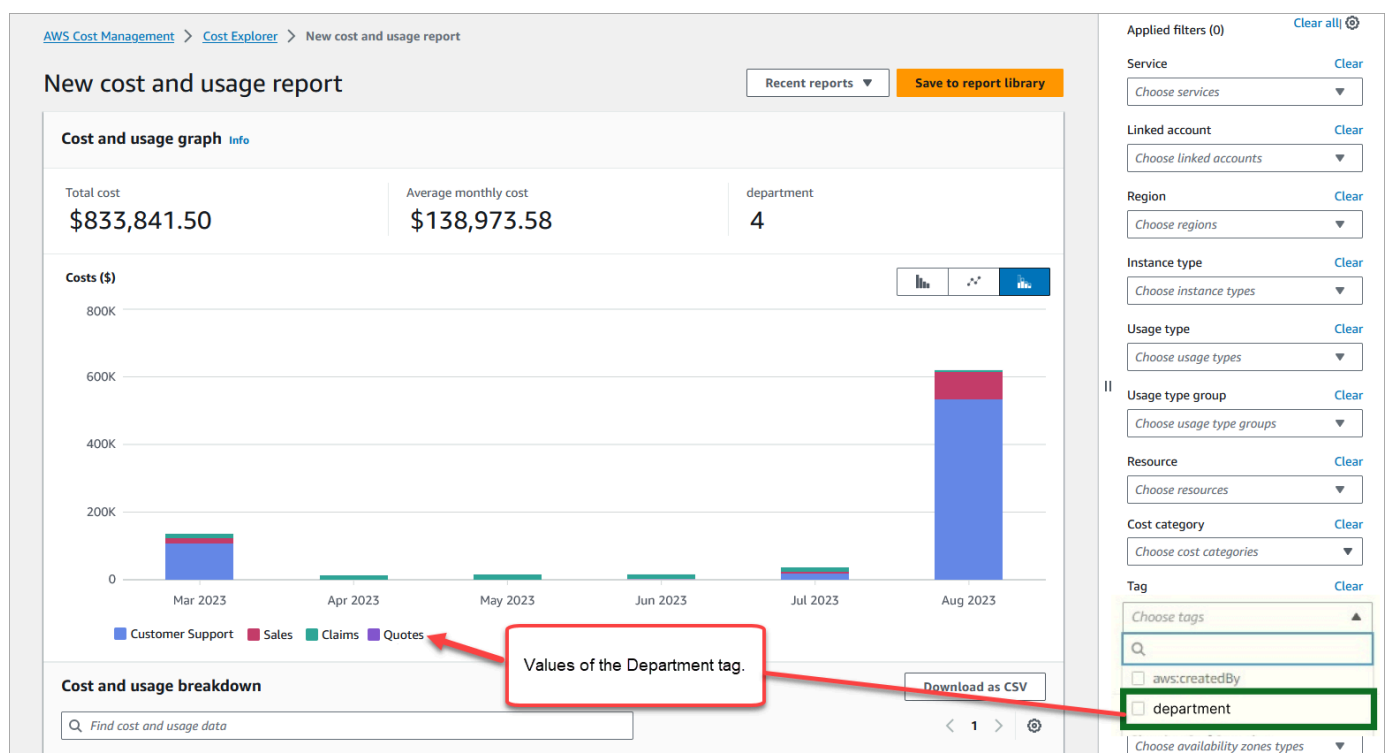 AWS Cost Management > Cost Explorer > New cost and usage report
New cost and usage report
Recent reports
Save to report library
Cost and usage graph Info
Total cost
$833,841.50
Average monthly cost
$138,973.58
department
4
Costs ($)
800K
600K
400K
200K
0
Mar 2023
Apr 2023
May 2023
Jun 2023
Jul 2023
Aug 2023
Customer Support
Sales
Claims
Quotes
Values of the Department tag.
Cost and usage breakdown
Download as CSV
Find cost and usage data
< 1 >
Applied filters (0)
Clear all
Service
Clear
Choose services
Linked account
Clear
Choose linked accounts
Region
Clear
Choose regions
Instance type
Clear
Choose instance types
Usage type
Clear
Choose usage types
Usage type group
Clear
Choose usage type groups
Resource
Clear
Choose resources
Cost category
Clear
Choose cost categories
Tag
Clear
Choose tags
aws:createdBy
department
Choose availability zones types